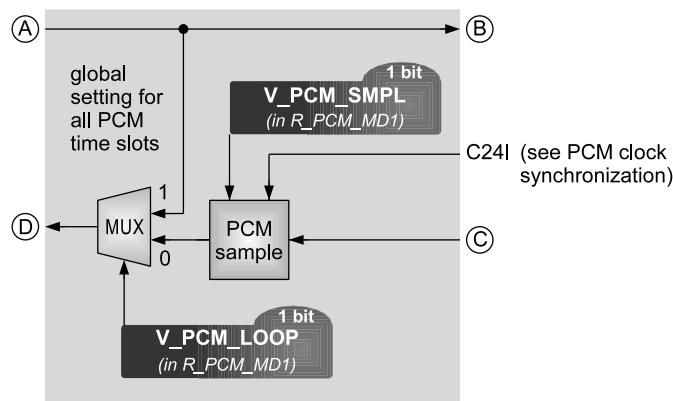 A
B
global
setting for
all PCM
time slots
1 bit
V_PCM_SMPL
(in R_PCM_MD1)
C24I (see PCM clock
synchronization)
1
D
MUX
0
PCM
sample
C
1 bit
V_PCM_LOOP
(in R_PCM_MD1)